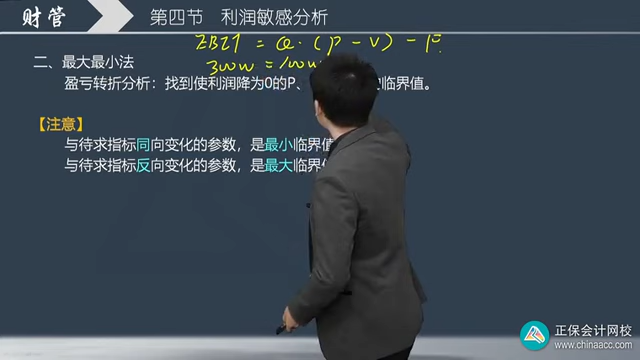 财管
第四节 利润敏感分析
EBIT = Q·(P-V)-F
300W = 100W
二、最大最小法
盈亏转折分析：找到使利润降为0的P、临界值。
【注意】
与待求指标同向变化的参数，是最小临界值
与待求指标反向变化的参数，是最大临界
正保会计网校
www.chinaacc.com